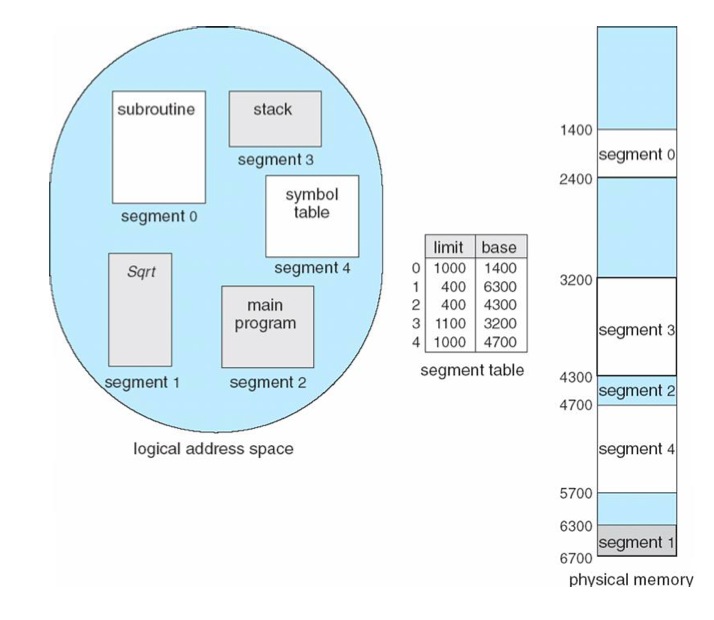 subroutine
segment 0
stack
segment 3
symbol
table
segment 4
Sqrt
segment 1
main
program
segment 2
logical address space
limit base
0 1000 1400
1 400 6300
2 400 4300
3 1100 3200
4 1000 4700
segment table
1400
segment 0
2400
3200
segment 3
4300
segment 2
4700
segment 4
5700
6300
segment 1
6700
physical memory